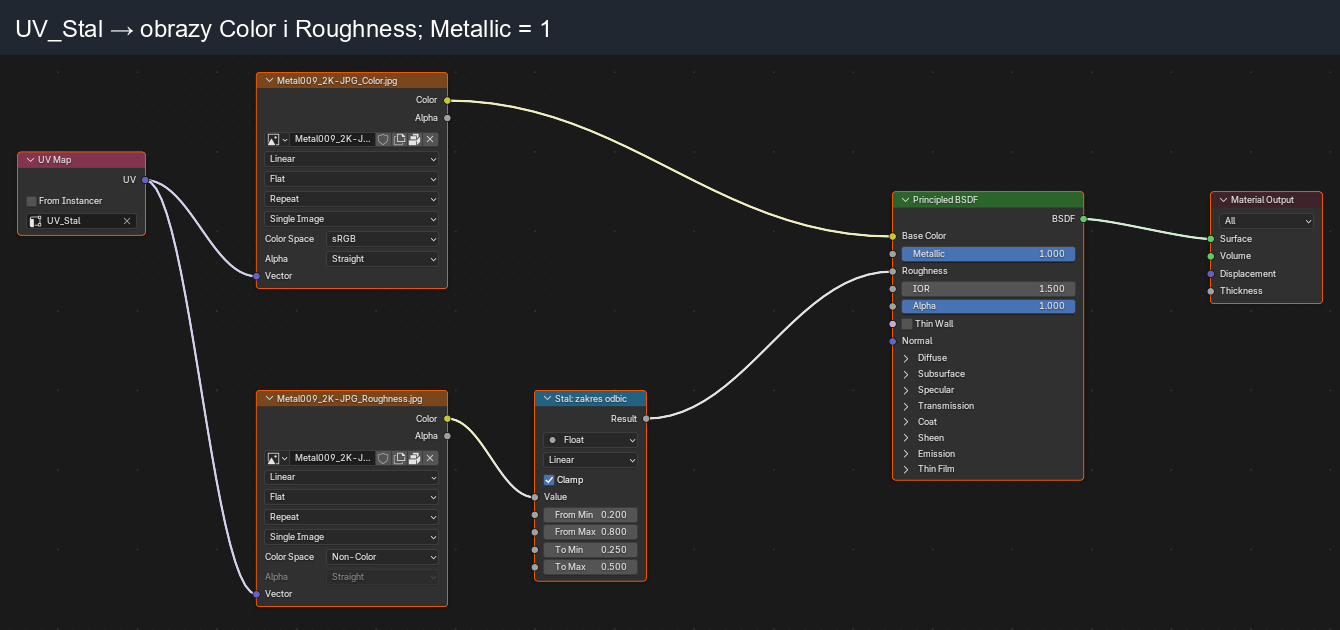 UV_Stal → obrazy Color i Roughness; Metallic = 1
UV Map
UV
From Instancer
UV_Stal
Metal009_2K-JPG_Color.jpg
Color
Alpha
Metal009_2K-J...
Linear
Flat
Repeat
Single Image
Color Space sRGB
Alpha Straight
Vector
Metal009_2K-JPG_Roughness.jpg
Color
Alpha
Metal009_2K-J...
Linear
Flat
Repeat
Single Image
Color Space Non-Color
Alpha Straight
Vector
Stal: zakres odbic
Result
Float
Linear
Clamp
Value
From Min 0.200
From Max 0.800
To Min 0.250
To Max 0.500
Principled BSDF
BSDF
Base Color
Metallic 1.000
Roughness
IOR 1.500
Alpha 1.000
Thin Wall
Normal
Diffuse
Subsurface
Specular
Transmission
Coat
Sheen
Emission
Thin Film
Material Output
All
Surface
Volume
Displacement
Thickness